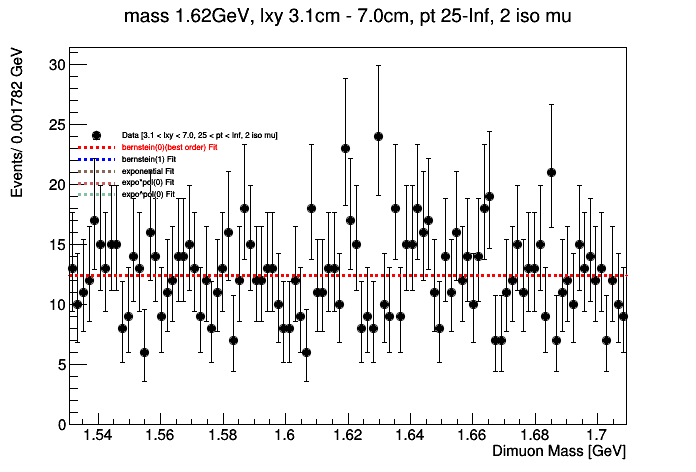 mass 1.62GeV, lxy 3.1cm - 7.0cm, pt 25-Inf, 2 iso mu
Events/ 0.001782 GeV
30
25
20
15
10
5
0
Data [3.1 < lxy < 7.0, 25 < pt < Inf, 2 iso mu]
bernstein(0)(best order) Fit
bernstein(1) Fit
exponential Fit
expo*pol(0) Fit
expo*pol(0) Fit
1.54 1.56 1.58 1.6 1.62 1.64 1.66 1.68 1.7
Dimuon Mass [GeV]